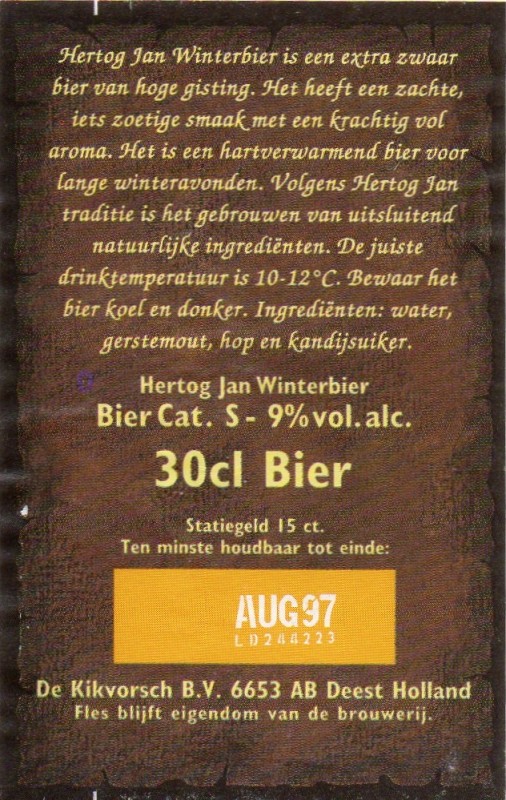 Hertog Jan Winterbier is een extra zwaar
bier van hoge gisting. Het heeft een zachte,
iets zoetige smaak met een krachtig vol
aroma. Het is een hartverwarmend bier voor
lange winteravonden. Volgens Hertog Jan
traditie is het gebrouwen van uitsluitend
natuurlijke ingrediënten. De juiste
drinktemperatuur is 10-12°C. Bewaar het
bier koel en donker. Ingrediënten: water,
gerstemout, hop en kandijsuiker.
Hertog Jan Winterbier
Bier Cat. S - 9% vol. alc.
30cl Bier
Statiegeld 15 ct.
Ten minste houdbaar tot einde:
AUG97
LD244223
De Kikvorsch B.V. 6653 AB Deest Holland
Fles blijft eigendom van de brouwerij.